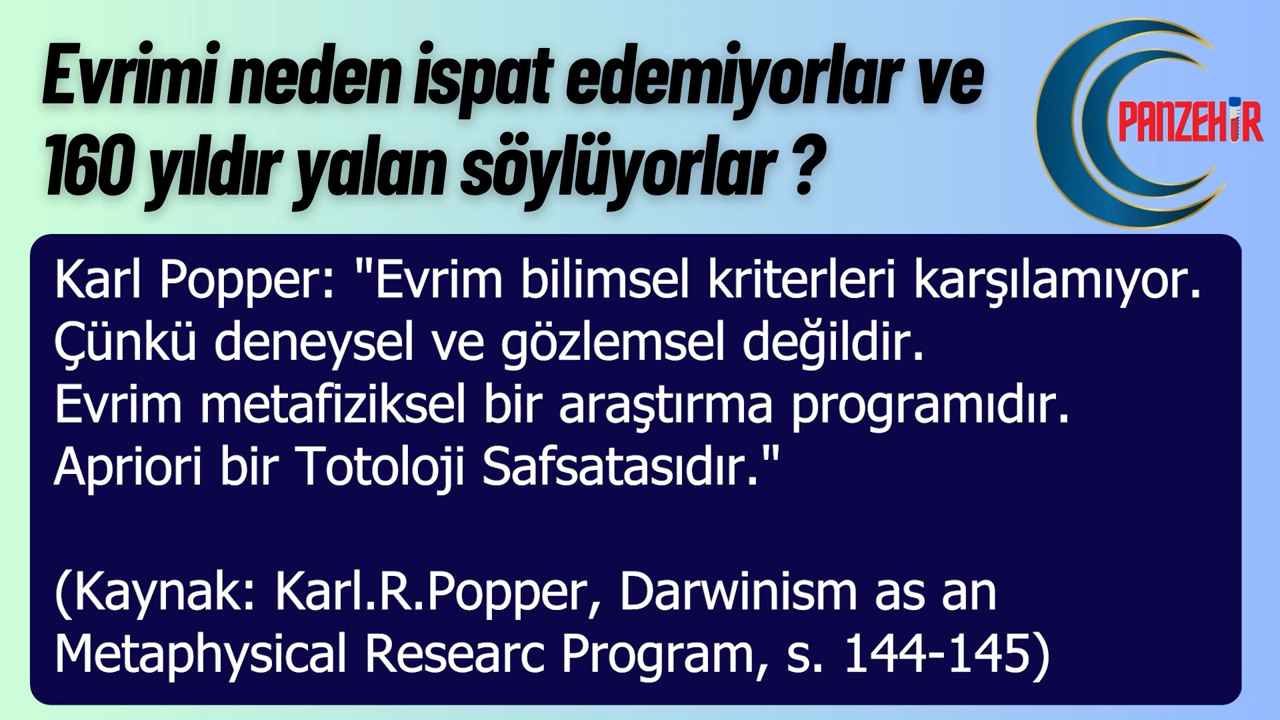 Evrimi neden ispat edemiyorlar ve
160 yıldır yalan söylüyorlar ?
PANZEHİR
Karl Popper: "Evrim bilimsel kriterleri karşılamıyor.
Çünkü deneysel ve gözlemsel değildir.
Evrim metafiziksel bir araştırma programıdır.
Apriori bir Totoloji Safsatasıdır."
(Kaynak: Karl.R.Popper, Darwinism as an
Metaphysical Researc Program, s. 144-145)